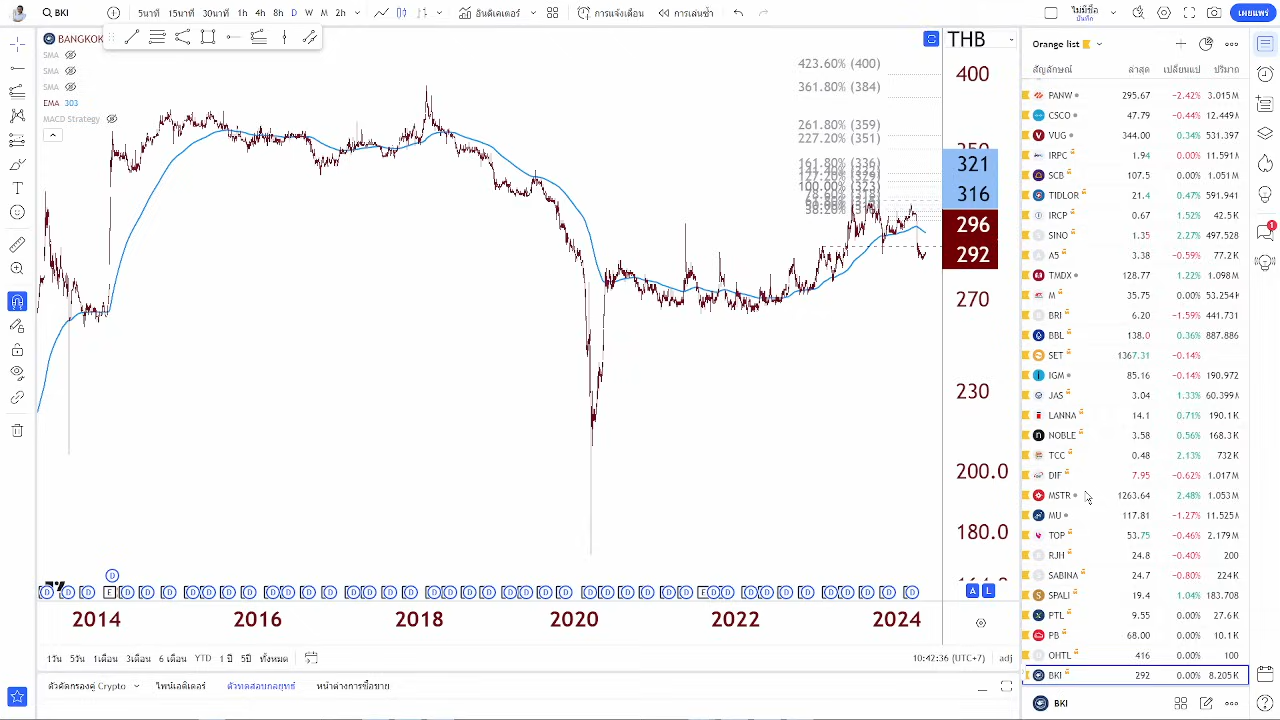 BKI
5นาที 15นาที 30นาที 1h 4h 8h D W M 2h
อินดิเคเตอร์
การแจ้งเตือน
การเล่นซ้ำ
บันทึก
เผยแพร่
BANGKOK
SMA
SMA
SMA
EMA 303
MACD Strategy
423.60% (400)
361.80% (384)
261.80% (359)
227.20% (351)
161.80% (336)
100.00% (323)
THB
400
321
316
296
292
270
230
200.0
180.0
A L
2014 2016 2018 2020 2022 2024
1วัน 5วัน 1เดือน 3เดือน 6 เดือน YTD 1 ปี 5ปี ทั้งหมด
10:42:36 (UTC+7) adj
ตัวคัดกรองคู่ Crypto ไพน์เอดิเตอร์ ตัวทดสอบกลยุทธ์ หน้าต่างการซื้อขาย
Orange list
สัญลักษณ์ ล่าสุด เปลี่ยนแป ปริมาณ
PANW 295.67 -2.42% 3.015M
CSCO 47.79 -0.44% 12.449M
VUG 344.00 0.34% 531.397
IRPC 1.94 0.00% 11.591M
SCB 107.5 0.00% 1.051M
TIDLOR 21.4 0.47% 591.941
IRCP 0.67 1.52% 42.5K
SINO 1.35 2.27% 497.528
A5 3.38 -0.59% 77.2K
TMDX 128.77 1.22% 1.098M
M 35.75 0.00% 53.254K
BRI 6.20 -1.59% 441.731
BBL 138.0 0.36% 887.886
SET 1367.31 -0.14%
IGM 85.16 -0.14% 190.972
JAS 3.04 1.33% 60.399M
LANNA 14.1 0.71% 190.1K
NOBLE 3.58 0.56% 168.3K
TCC 0.48 2.13% 732K
DIF 7.95 -0.62% 1.017M
MSTR 1263.64 2.48% 1.053M
MU 117.81 -1.27% 11.525M
TOP 53.75 -0.46% 2.179M
RJH 24.8 -0.40% 200
SABINA 24.7 -0.80% 224K
SPALI 19.4 1.04% 183.708
PTL 9.55 0.00% 27.6K
PB 68.00 0.00% 10.1K
OHTL 416 0.00% 100
BKI 292 0.00% 8.205K
BKI